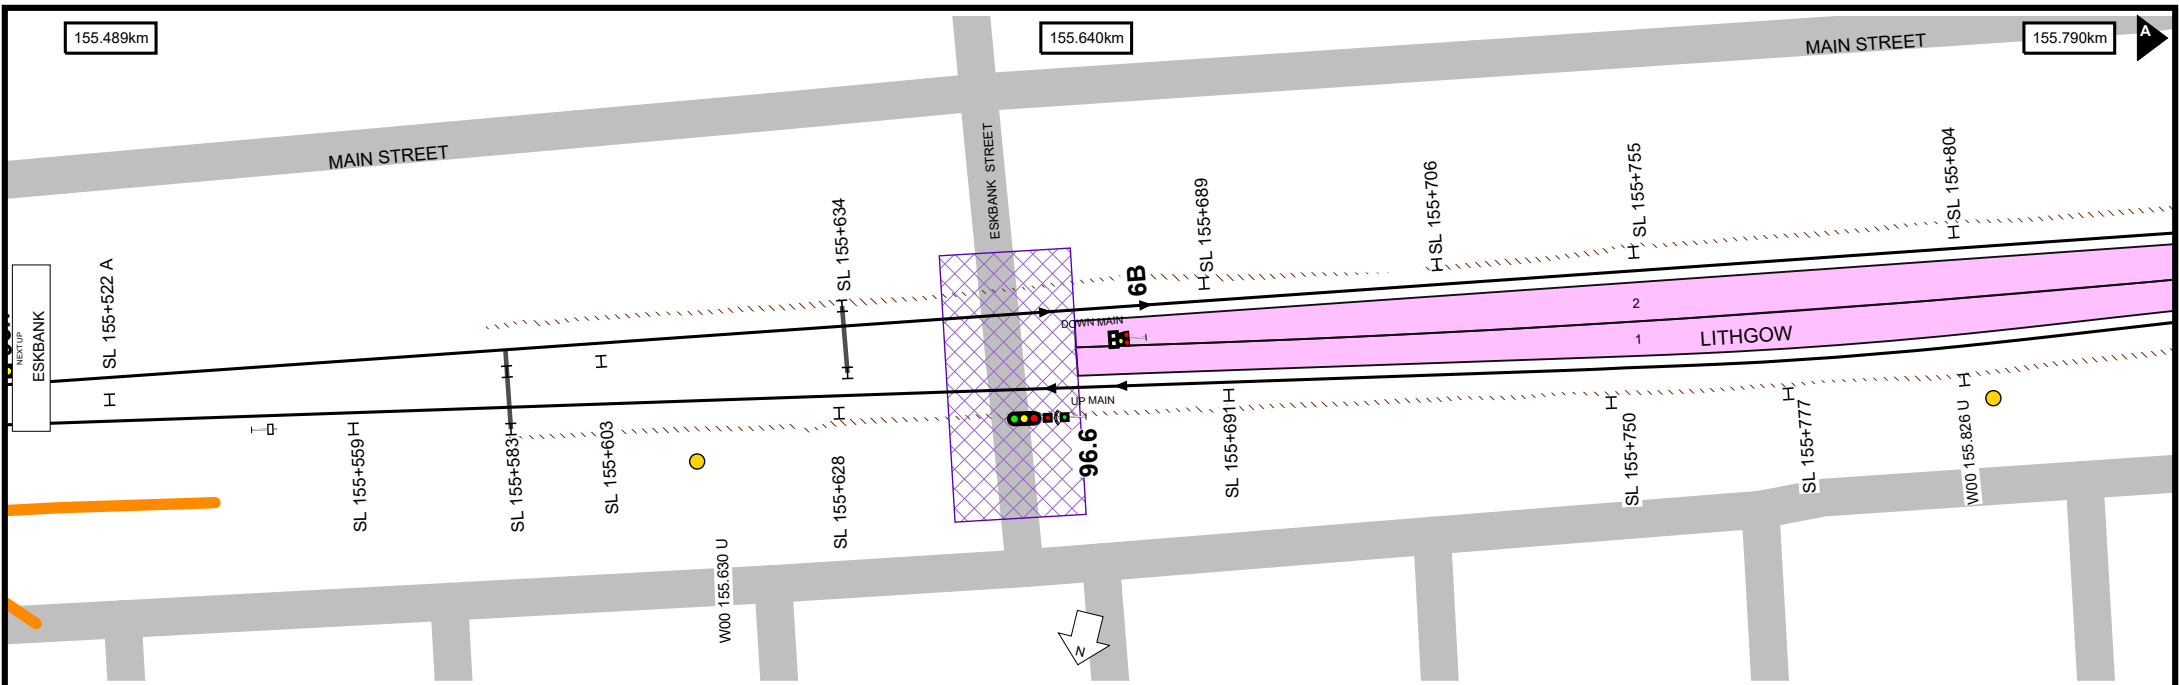 155.489km
155.640km
155.790km
A
MAIN STREET
MAIN STREET
ESKBANK STREET
SL 155+522 A
SL 155+634
6B
SL 155+689
SL 155+706
SL 155+755
SL 155+804
NEXT UP
ESKBANK
DOWN MAIN
2
1
LITHGOW
UP MAIN
96.6
SL 155+559
SL 155+583
SL 155+603
SL 155+628
SL 155+691
SL 155+750
SL 155+777
W00 155.826 U
W00 155.630 U
N